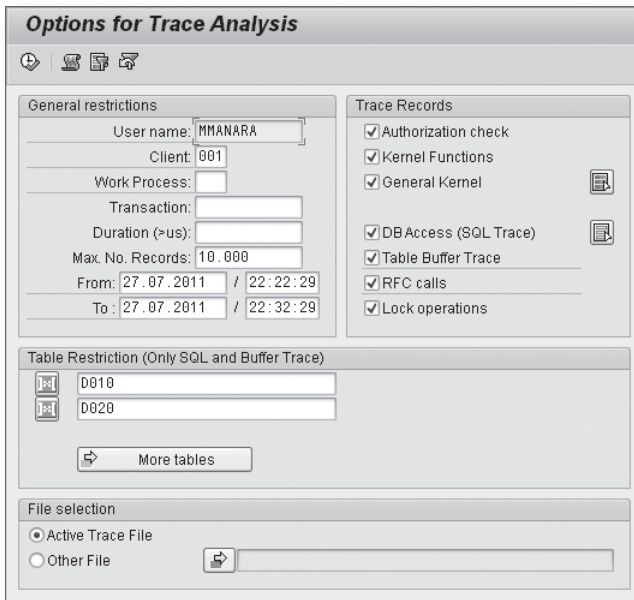 Options for Trace Analysis
General restrictions
User name: MMANARA
Client: 001
Work Process:
Transaction:
Duration (>us):
Max. No. Records: 10.000
From: 27.07.2011 / 22:22:29
To : 27.07.2011 / 22:32:29
Trace Records
Authorization check
Kernel Functions
General Kernel
DB Access (SQL Trace)
Table Buffer Trace
RFC calls
Lock operations
Table Restriction (Only SQL and Buffer Trace)
D010
D020
More tables
File selection
Active Trace File
Other File